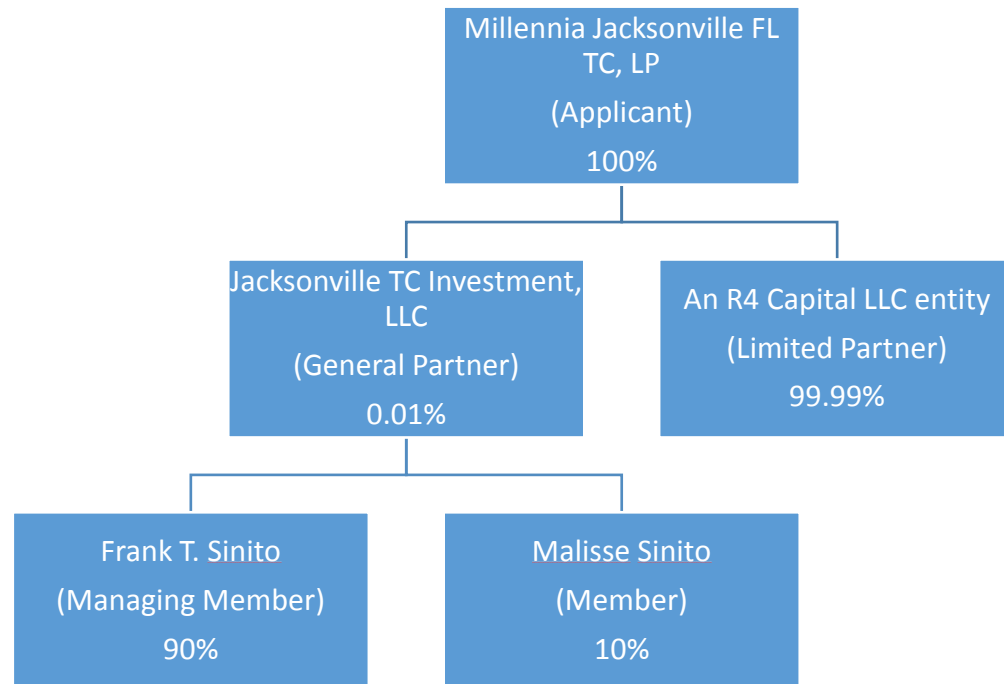 Millennia Jacksonville FL
TC, LP
(Applicant)
100%
Jacksonville TC Investment,
LLC
(General Partner)
0.01%
An R4 Capital LLC entity
(Limited Partner)
99.99%
Frank T. Sinito
(Managing Member)
90%
Malisse Sinito
(Member)
10%